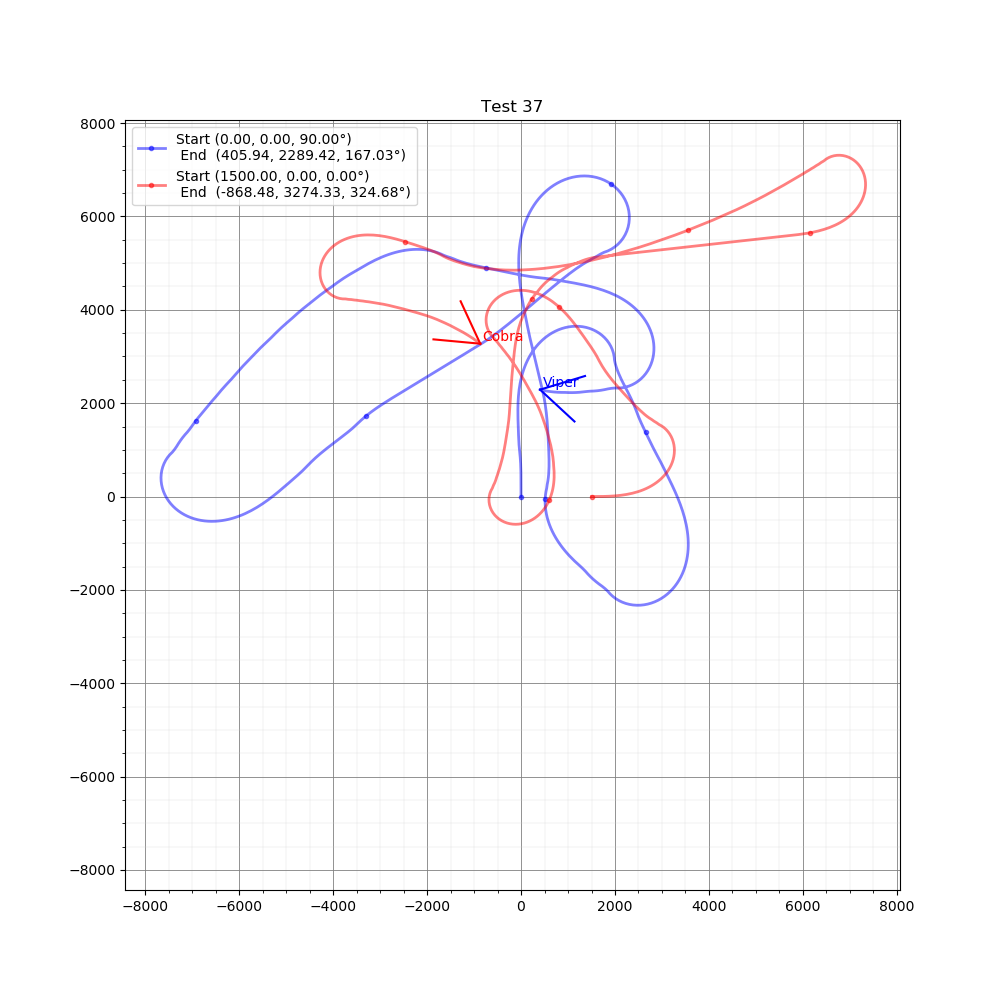 Test 37
Start (0.00, 0.00, 90.00°)
End (405.94, 2289.42, 167.03°)
Start (1500.00, 0.00, 0.00°)
End (-868.48, 3274.33, 324.68°)
8000
6000
4000
2000
0
−2000
−4000
−6000
−8000
Cobra
Viper
−8000 −6000 −4000 −2000 0 2000 4000 6000 8000